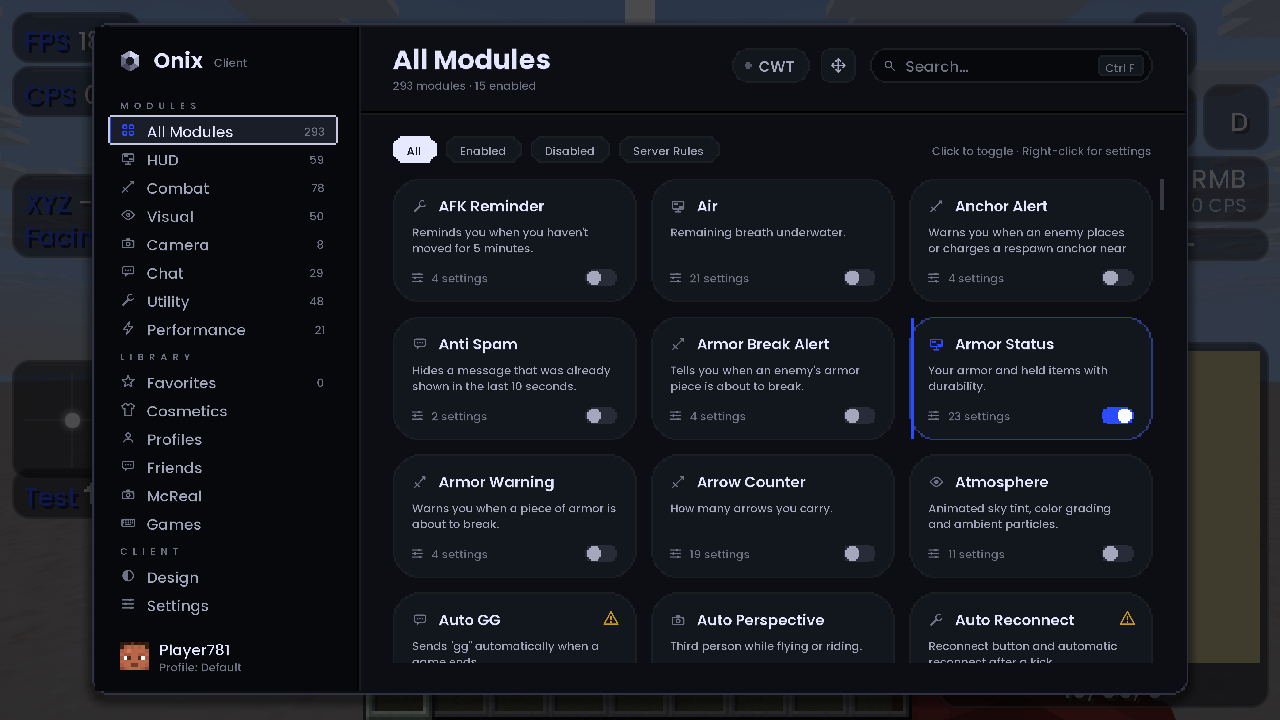 Onix Client
MODULES
All Modules 293
HUD 59
Combat 78
Visual 50
Camera 8
Chat 29
Utility 48
Performance 21
LIBRARY
Favorites 0
Cosmetics
Profiles
Friends
McReal
Games
CLIENT
Design
Settings
Player781
Profile: Default
All Modules
293 modules · 15 enabled
CWT
Search...
Ctrl F
All
Enabled
Disabled
Server Rules
Click to toggle · Right-click for settings
AFK Reminder
Reminds you when you haven't
moved for 5 minutes.
4 settings
Air
Remaining breath underwater.
21 settings
Anchor Alert
Warns you when an enemy places
or charges a respawn anchor near
4 settings
Anti Spam
Hides a message that was already
shown in the last 10 seconds.
2 settings
Armor Break Alert
Tells you when an enemy's armor
piece is about to break.
4 settings
Armor Status
Your armor and held items with
durability.
23 settings
Armor Warning
Warns you when a piece of armor is
about to break.
4 settings
Arrow Counter
How many arrows you carry.
19 settings
Atmosphere
Animated sky tint, color grading
and ambient particles.
11 settings
Auto GG
Sends 'gg' automatically when a
game ends.
Auto Perspective
Third person while flying or riding.
Auto Reconnect
Reconnect button and automatic
reconnect after a kick.
FPS
CPS
XYZ
Test
D
RMB
0 CPS